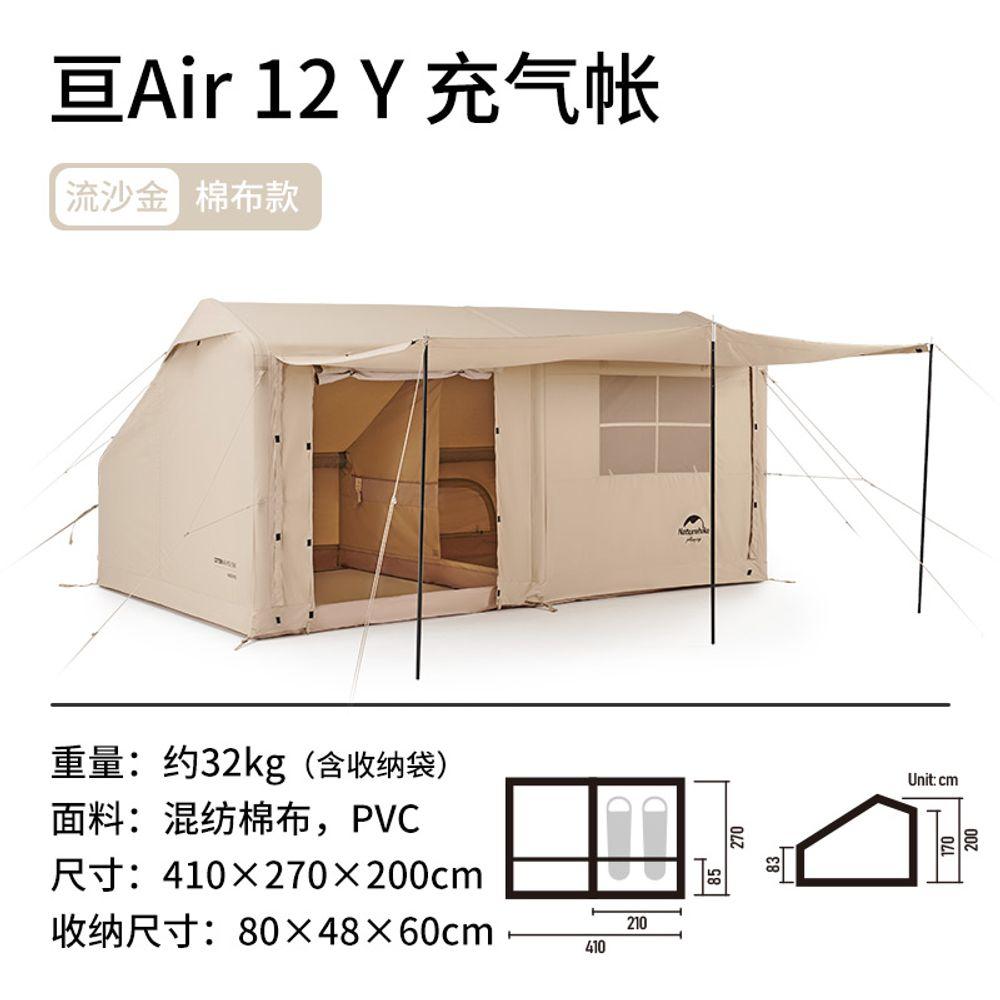 亘Air 12 Y 充气帐
流沙金 棉布款
Naturehike
重量：约32kg（含收纳袋）
面料：混纺棉布，PVC
尺寸：410×270×200cm
收纳尺寸：80×48×60cm
Unit: cm
270
85
210
410
83
170
200